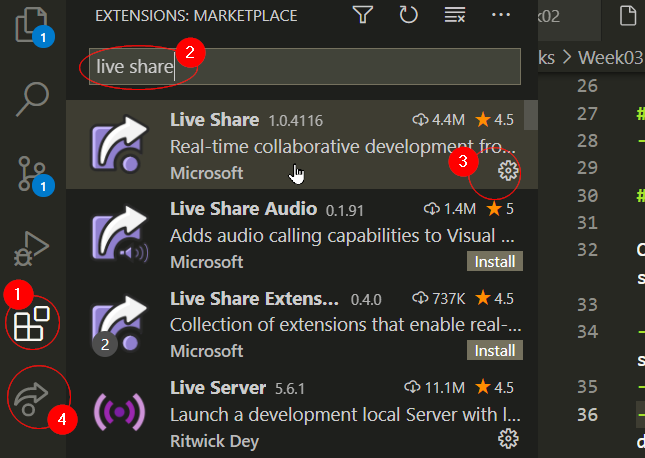 EXTENSIONS: MARKETPLACE
k02
1
live share
2
ks > Week03
26
Live Share 1.0.4116 4.4M 4.5
27 #
Real-time collaborative development fro...
28 -
Microsoft
3
29
1
30 #
Live Share Audio 0.1.91 1.4M 5
31
Adds audio calling capabilities to Visual ...
32
Microsoft Install
s
1
Live Share Extens... 0.4.0 737K 4.5
33
Collection of extensions that enable real-...
34 -
2
Microsoft Install
s
Live Server 5.6.1 11.1M 4.5
35 -
4
Launch a development local Server with l...
36 -
Ritwick Dey
d